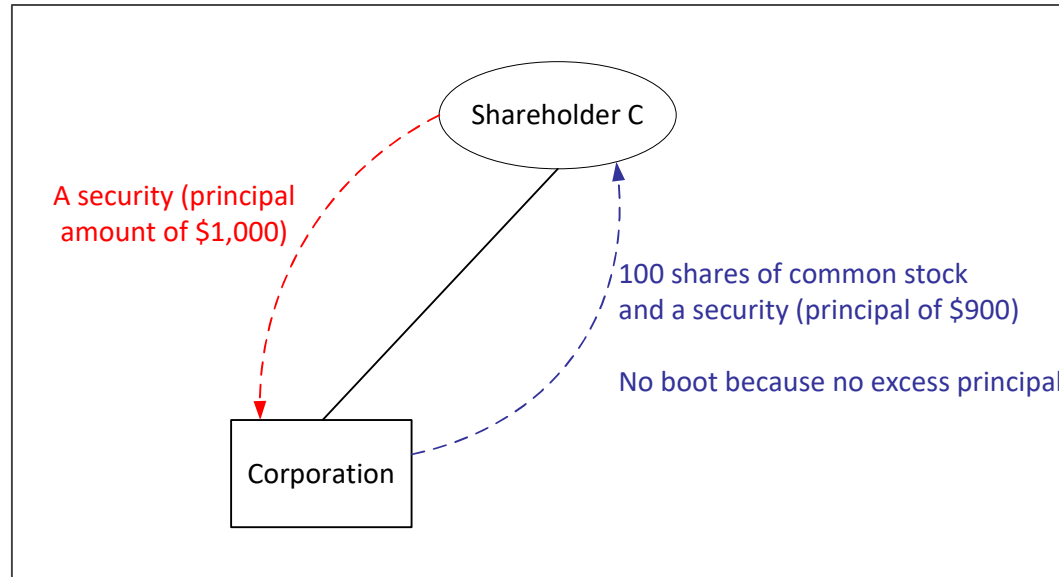 Shareholder C
A security (principal
amount of $1,000)
100 shares of common stock
and a security (principal of $900)
No boot because no excess principal
Corporation